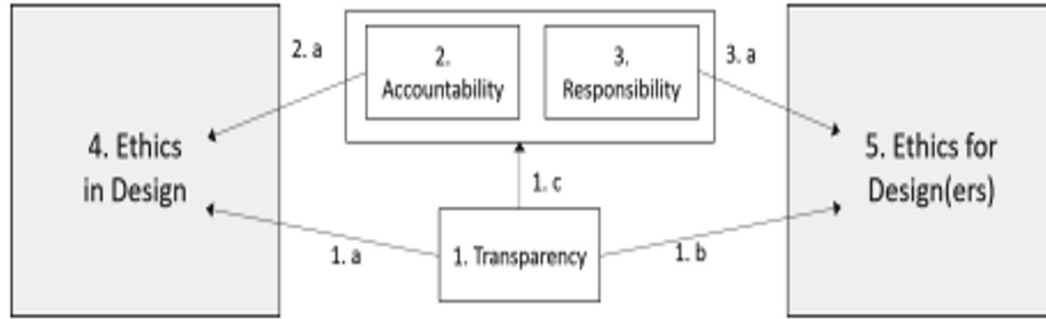 2. a
2.
Accountability
3.
Responsibility
3. a
4. Ethics
in Design
5. Ethics for
Design(ers)
1. c
1. a
1. Transparency
1. b